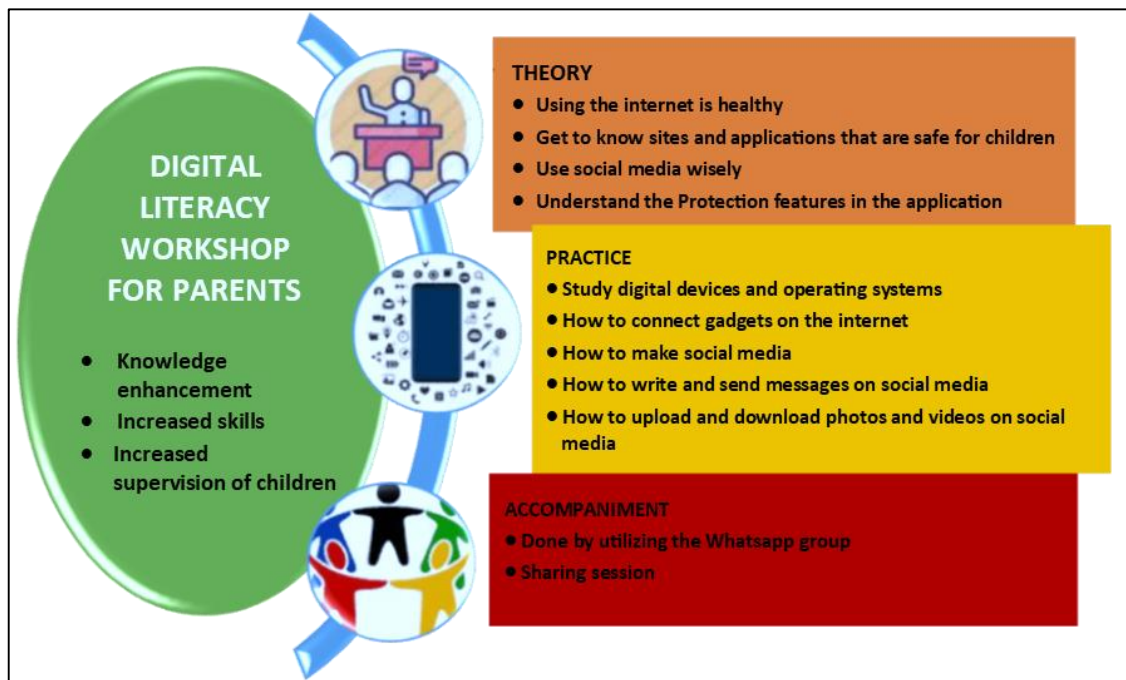 DIGITAL
LITERACY
WORKSHOP
FOR PARENTS
● Knowledge
enhancement
● Increased skills
● Increased
supervision of children
THEORY
● Using the internet is healthy
● Get to know sites and applications that are safe for children
● Use social media wisely
● Understand the Protection features in the application
PRACTICE
● Study digital devices and operating systems
● How to connect gadgets on the internet
● How to make social media
● How to write and send messages on social media
● How to upload and download photos and videos on social
media
ACCOMPANIMENT
● Done by utilizing the Whatsapp group
● Sharing session